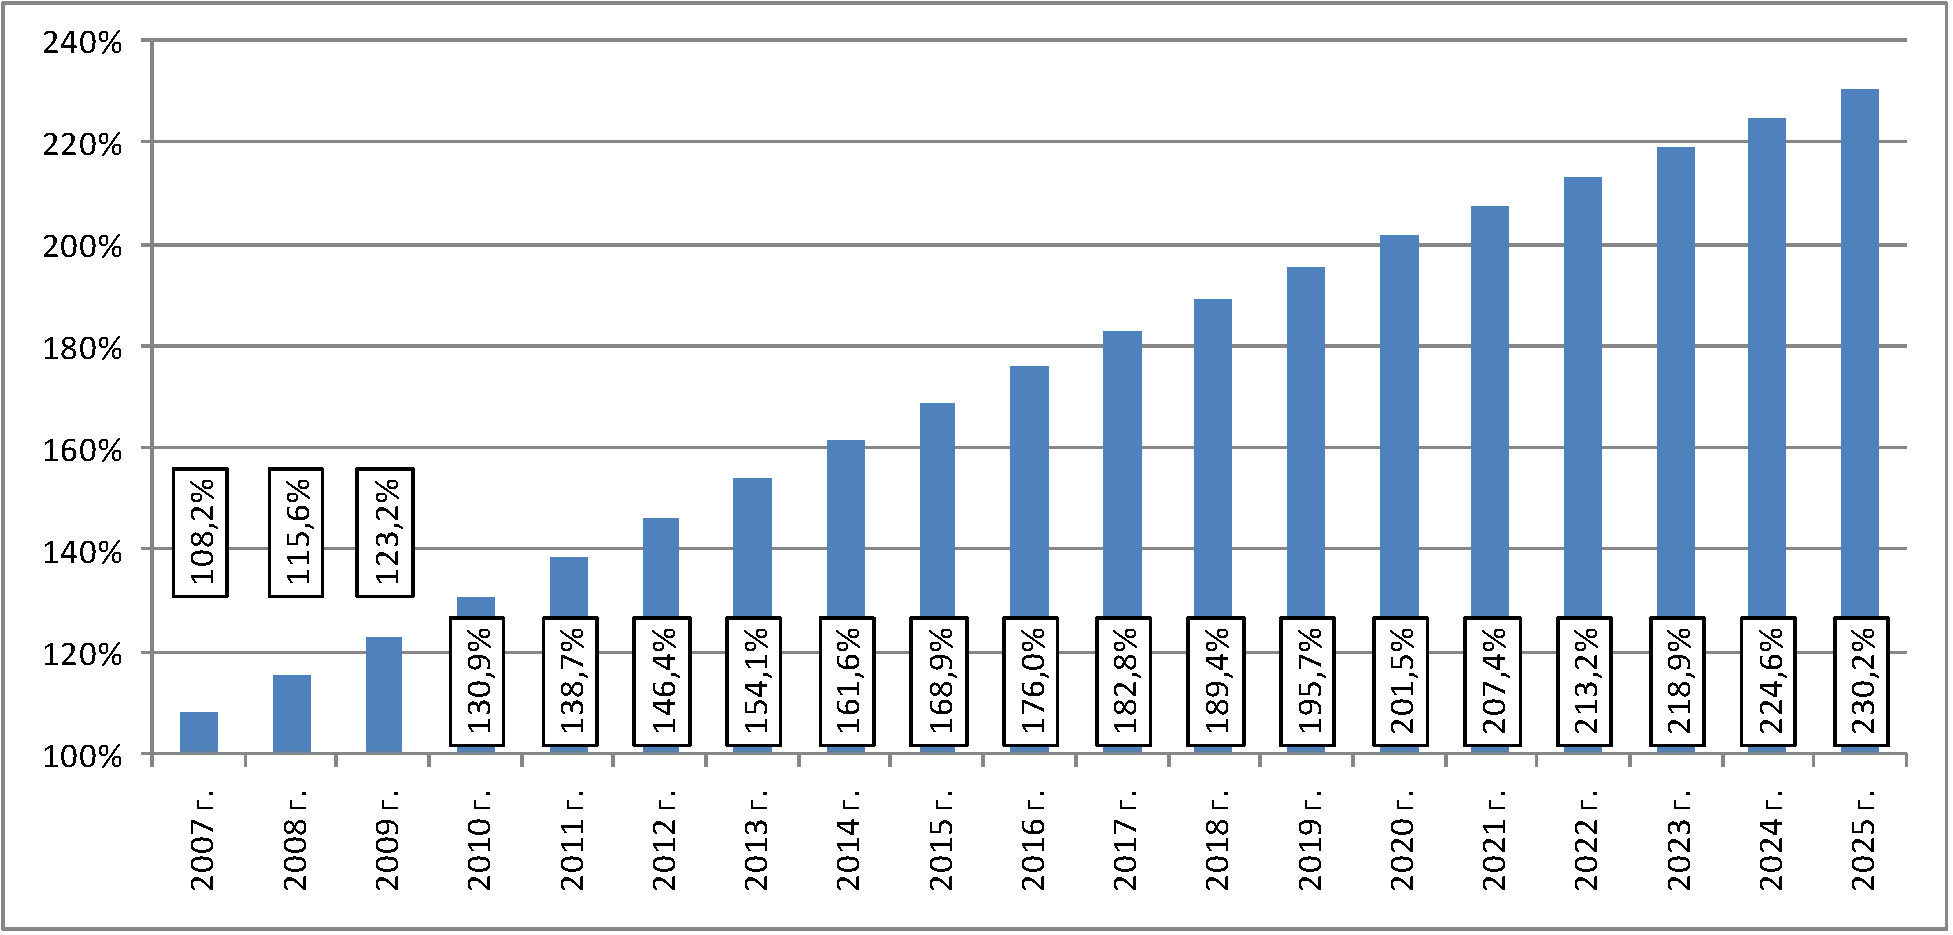 240%
220%
200%
180%
160%
140%
120%
100%
108,2%
115,6%
123,2%
130,9%
138,7%
146,4%
154,1%
161,6%
168,9%
176,0%
182,8%
189,4%
195,7%
201,5%
207,4%
213,2%
218,9%
224,6%
230,2%
2007 г.
2008 г.
2009 г.
2010 г.
2011 г.
2012 г.
2013 г.
2014 г.
2015 г.
2016 г.
2017 г.
2018 г.
2019 г.
2020 г.
2021 г.
2022 г.
2023 г.
2024 г.
2025 г.